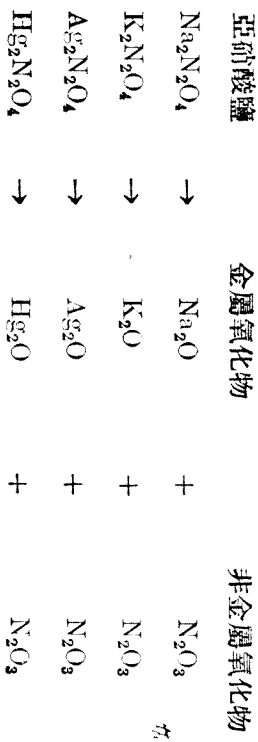 亞硝酸鹽 金屬氧化物 非金屬氧化物
Na₂N₂O₄ → Na₂O + N₂O₃
K₂N₂O₄ → K₂O + N₂O₃
Ag₂N₂O₄ → Ag₂O + N₂O₃
Hg₂N₂O₄ → Hg₂O + N₂O₃